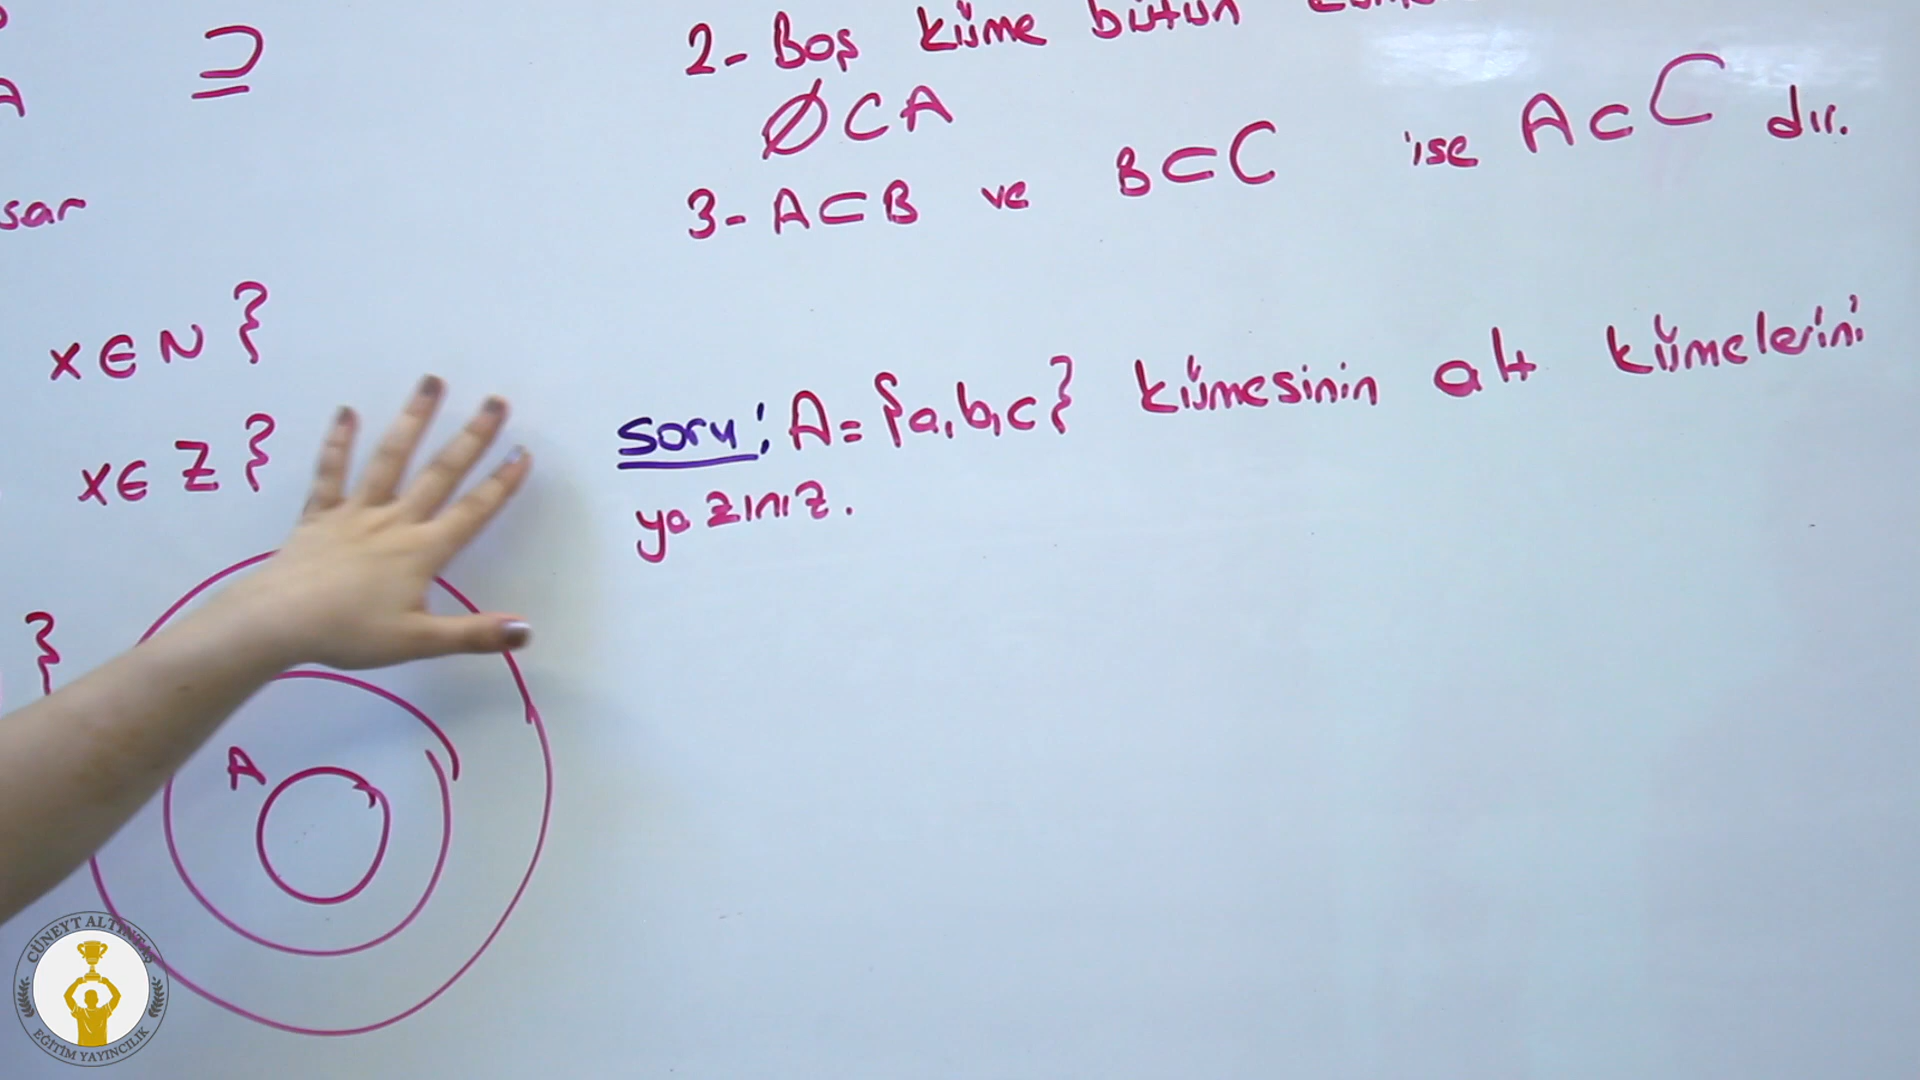 ⊇
A
sar
x∈N }
x∈Z }
}
A
2- Boş küme bütün
∅⊂A
3- A⊂B ve B⊂C ise A⊂C dır.
Soru: A={a,b,c} kümesinin alt kümelerini
yazınız.
CÜNEYT ALTINTAŞ
EĞİTİM YAYINCILIK